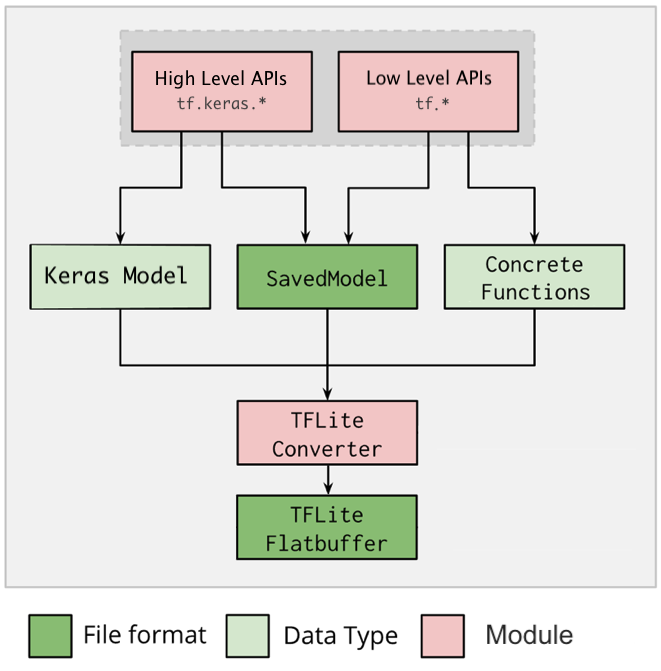 High Level APIs
tf.keras.*
Low Level APIs
tf.*
Keras Model
SavedModel
Concrete
Functions
TFLite
Converter
TFLite
Flatbuffer
File format
Data Type
Module